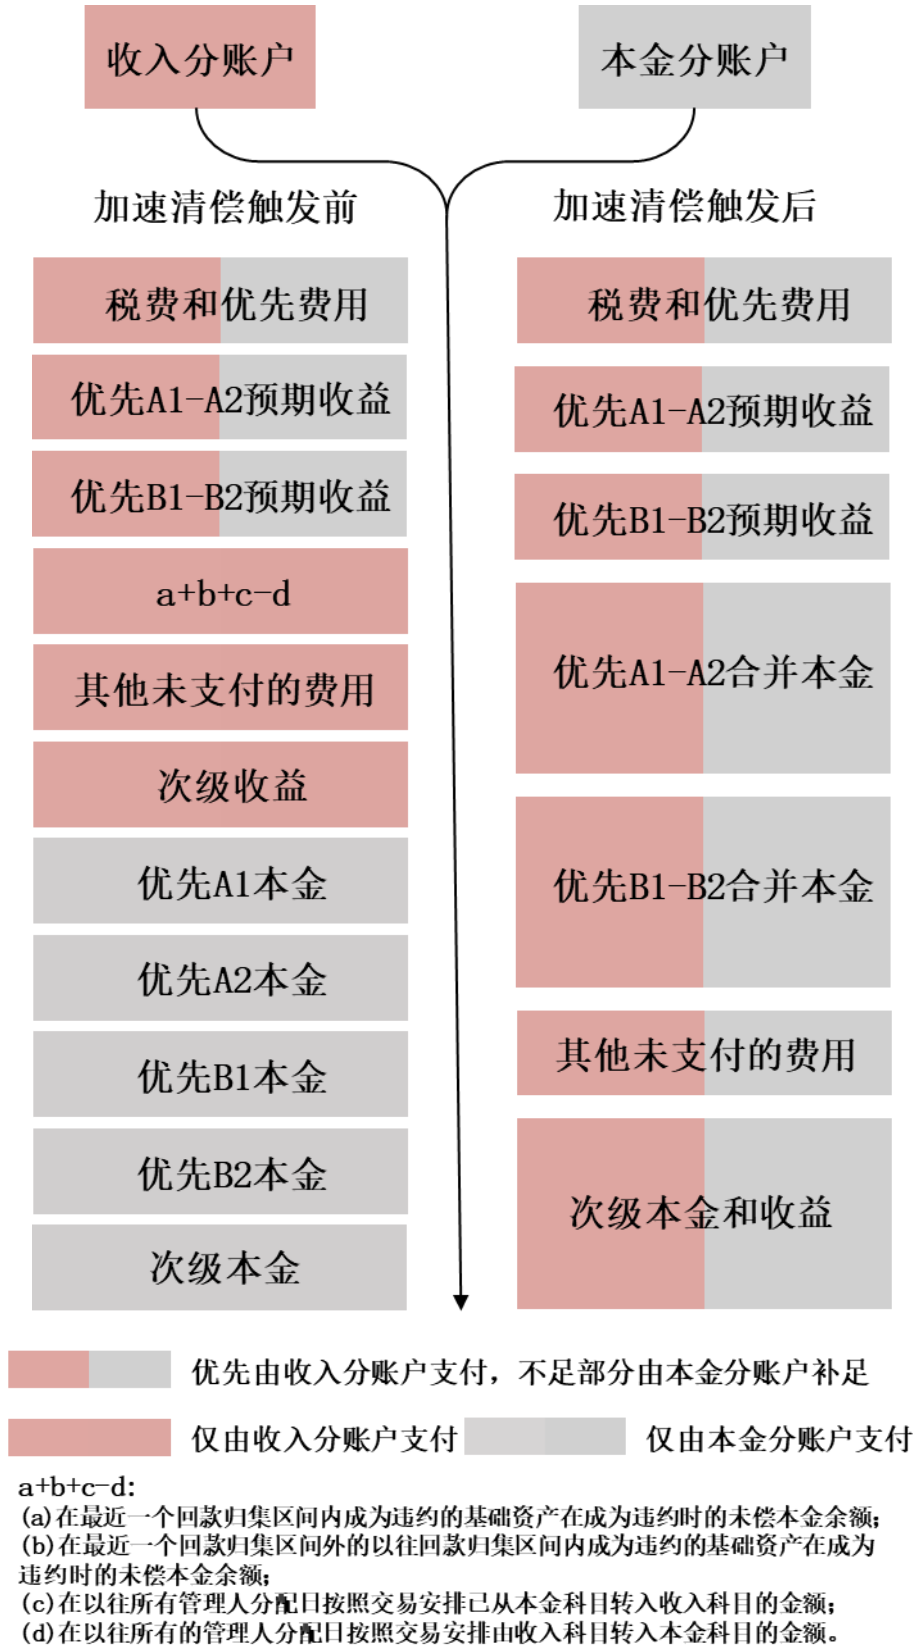 收入分账户
本金分账户
加速清偿触发前
税费和优先费用
优先A1-A2预期收益
优先B1-B2预期收益
a+b+c-d
其他未支付的费用
次级收益
优先A1本金
优先A2本金
优先B1本金
优先B2本金
次级本金
加速清偿触发后
税费和优先费用
优先A1-A2预期收益
优先B1-B2预期收益
优先A1-A2合并本金
优先B1-B2合并本金
其他未支付的费用
次级本金和收益
优先由收入分账户支付，不足部分由本金分账户补足
仅由收入分账户支付
仅由本金分账户支付
a+b+c-d:
(a)在最近一个回款归集区间内成为违约的基础资产在成为违约时的未偿本金余额;
(b)在最近一个回款归集区间外的以往回款归集区间内成为违约的基础资产在成为
违约时的未偿本金余额;
(c)在以往所有管理人分配日按照交易安排已从本金科目转入收入科目的金额;
(d)在以往所有的管理人分配日按照交易安排由收入科目转入本金科目的金额。